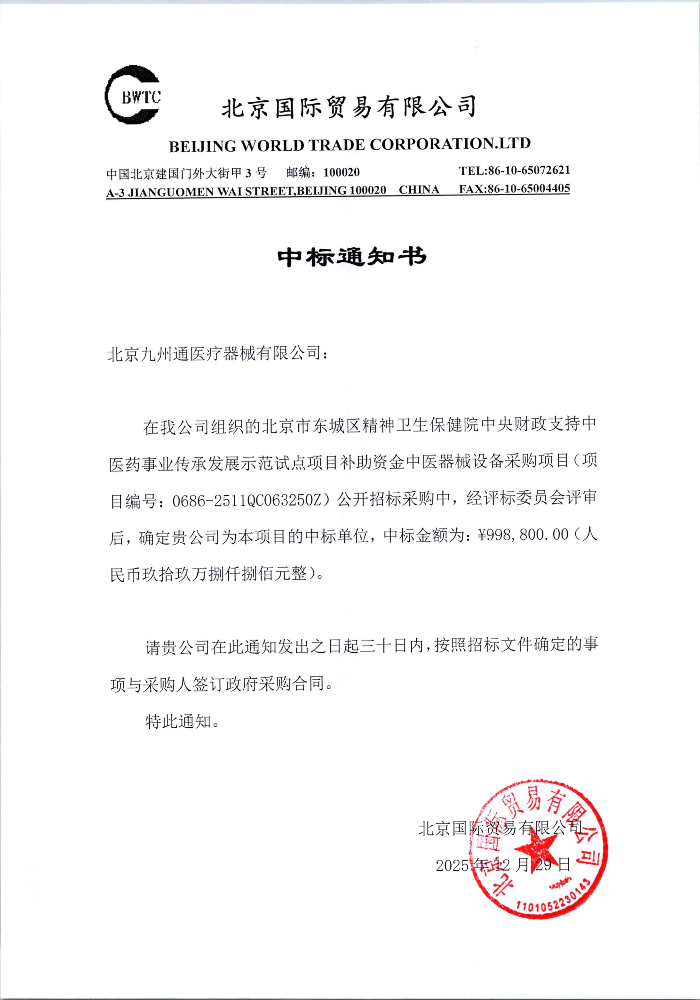 BWTC
北京国际贸易有限公司
BEIJING WORLD TRADE CORPORATION.LTD
中国北京建国门外大街甲 3 号 邮编：100020 TEL:86-10-65072621
A-3 JIANGUOMEN WAI STREET,BEIJING 100020 CHINA FAX:86-10-65004405
中标通知书
北京九州通医疗器械有限公司：
在我公司组织的北京市东城区精神卫生保健院中央财政支持中
医药事业传承发展示范试点项目补助资金中医器械设备采购项目（项
目编号：0686-2511QC063250Z）公开招标采购中，经评标委员会评审
后，确定贵公司为本项目的中标单位，中标金额为：¥998,800.00（人
民币玖拾玖万捌仟捌佰元整）。
请贵公司在此通知发出之日起三十日内，按照招标文件确定的事
项与采购人签订政府采购合同。
特此通知。
北京国际贸易有限公司
2025 年 12 月 29 日
北京国际贸易有限公司
1101052230143